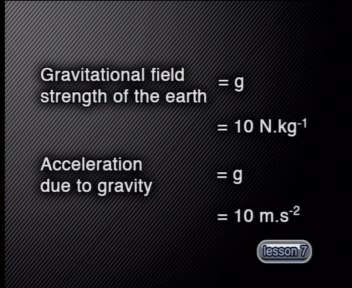 Gravitational field
strength of the earth = g
= 10 N.kg⁻¹
Acceleration
due to gravity = g
= 10 m.s⁻²
lesson 7